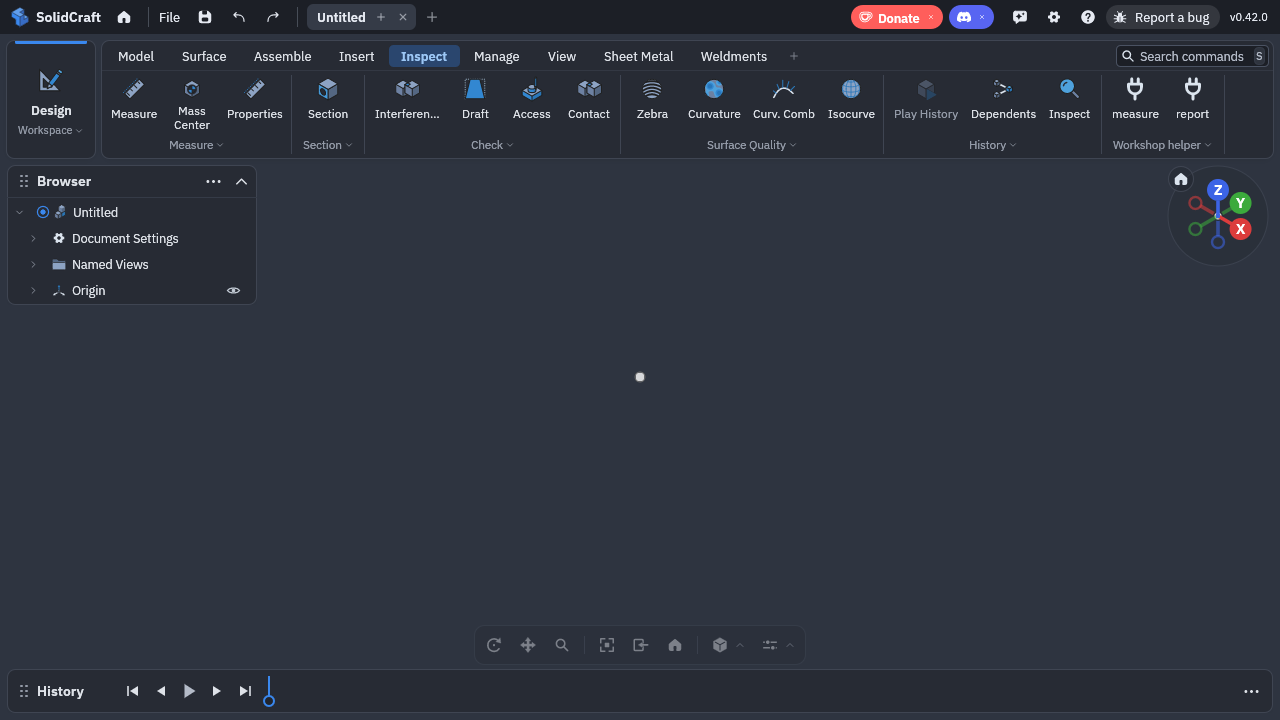 SolidCraft
File
Untitled
Donate
Report a bug
v0.42.0
Design
Workspace
Model
Surface
Assemble
Insert
Inspect
Manage
View
Sheet Metal
Weldments
Search commands
S
Measure
Mass
Center
Properties
Measure
Section
Section
Interferen...
Draft
Access
Contact
Check
Zebra
Curvature
Curv. Comb
Isocurve
Surface Quality
Play History
Dependents
Inspect
History
measure
report
Workshop helper
Browser
Untitled
Document Settings
Named Views
Origin
Z
Y
X
History